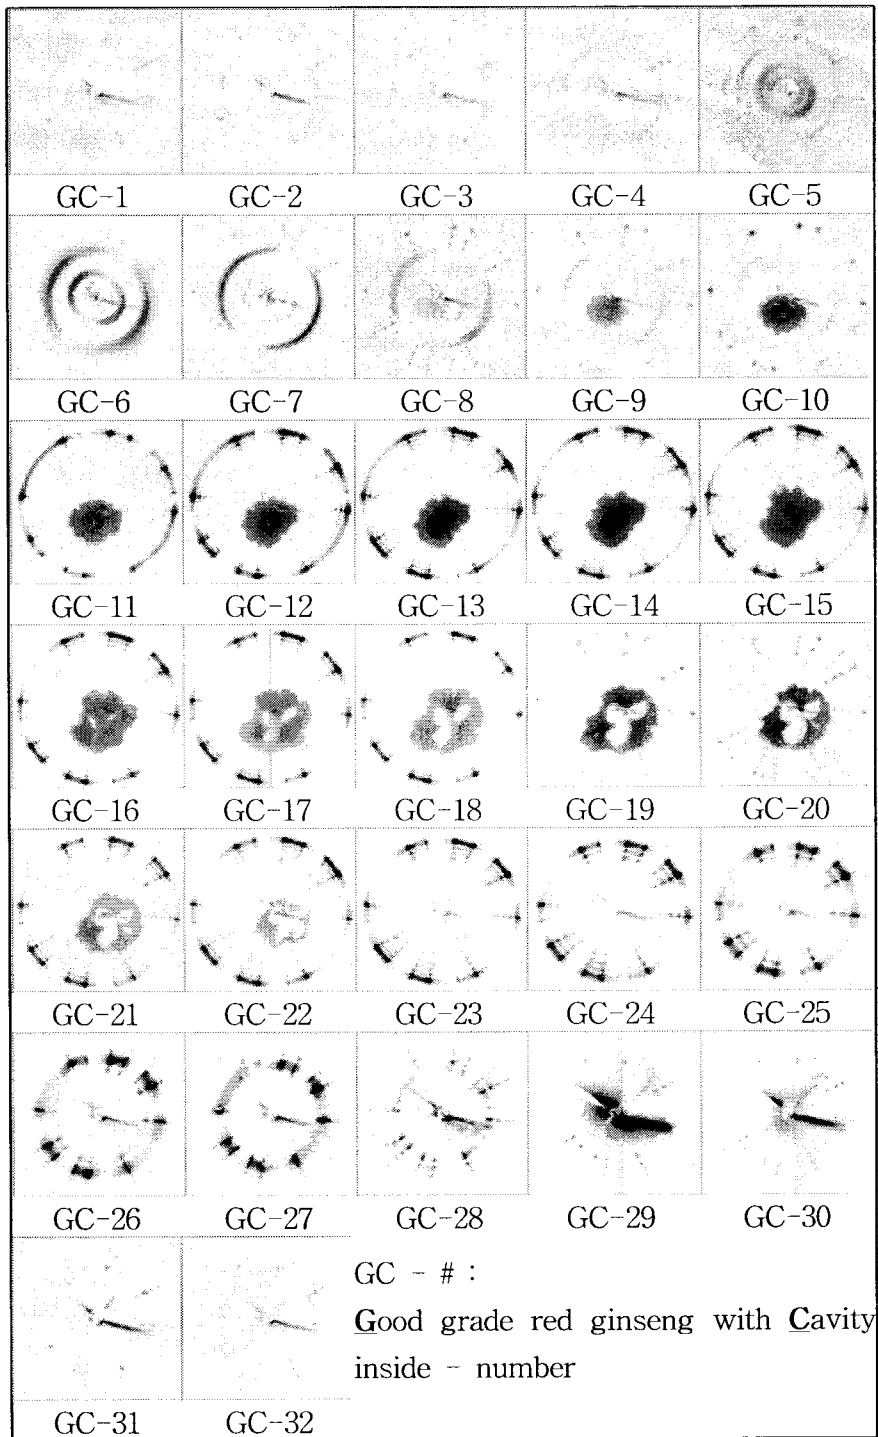 GC-1 GC-2 GC-3 GC-4 GC-5
GC-6 GC-7 GC-8 GC-9 GC-10
GC-11 GC-12 GC-13 GC-14 GC-15
GC-16 GC-17 GC-18 GC-19 GC-20
GC-21 GC-22 GC-23 GC-24 GC-25
GC-26 GC-27 GC-28 GC-29 GC-30
GC - # :
Good grade red ginseng with Cavity
inside - number
GC-31 GC-32